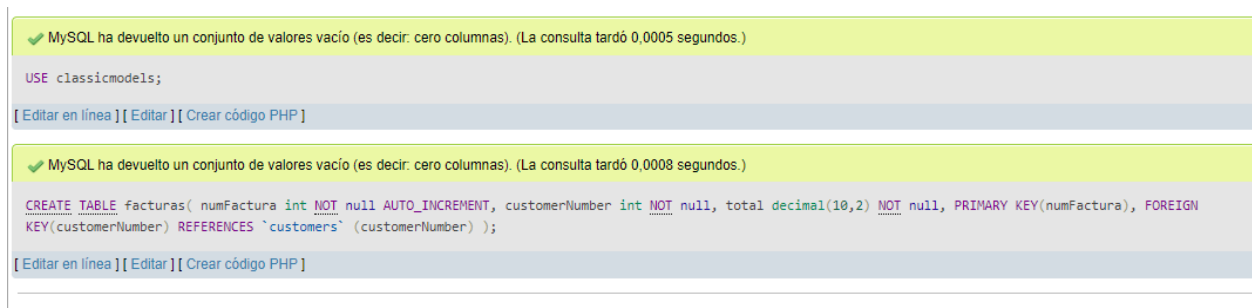 MySQL ha devuelto un conjunto de valores vacío (es decir: cero columnas). (La consulta tardó 0,0005 segundos.)
USE classicmodels;
[ Editar en línea ] [ Editar ] [ Crear código PHP ]
MySQL ha devuelto un conjunto de valores vacío (es decir: cero columnas). (La consulta tardó 0,0008 segundos.)
CREATE TABLE facturas( numFactura int NOT null AUTO_INCREMENT, customerNumber int NOT null, total decimal(10,2) NOT null, PRIMARY KEY(numFactura), FOREIGN
KEY(customerNumber) REFERENCES `customers` (customerNumber) );
[ Editar en línea ] [ Editar ] [ Crear código PHP ]